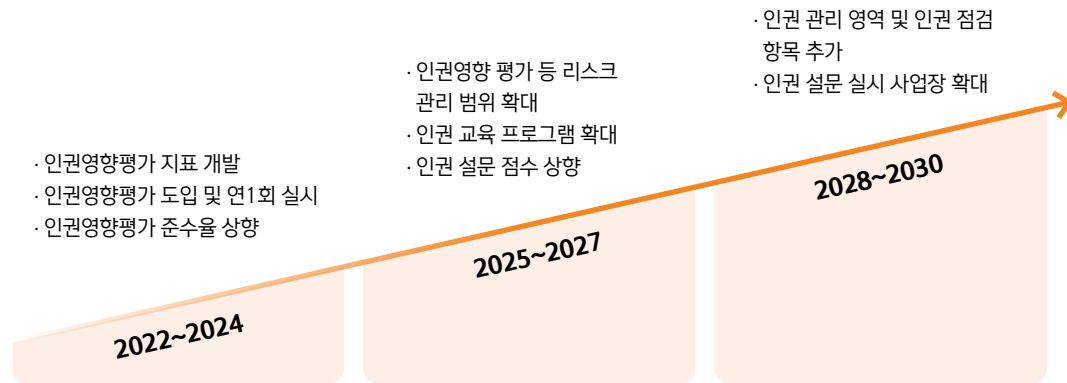 · 인권영향평가 지표 개발
· 인권영향평가 도입 및 연1회 실시
· 인권영향평가 준수율 상향
2022~2024
· 인권영향 평가 등 리스크
관리 범위 확대
· 인권 교육 프로그램 확대
· 인권 설문 점수 상향
2025~2027
· 인권 관리 영역 및 인권 점검
항목 추가
· 인권 설문 실시 사업장 확대
2028~2030